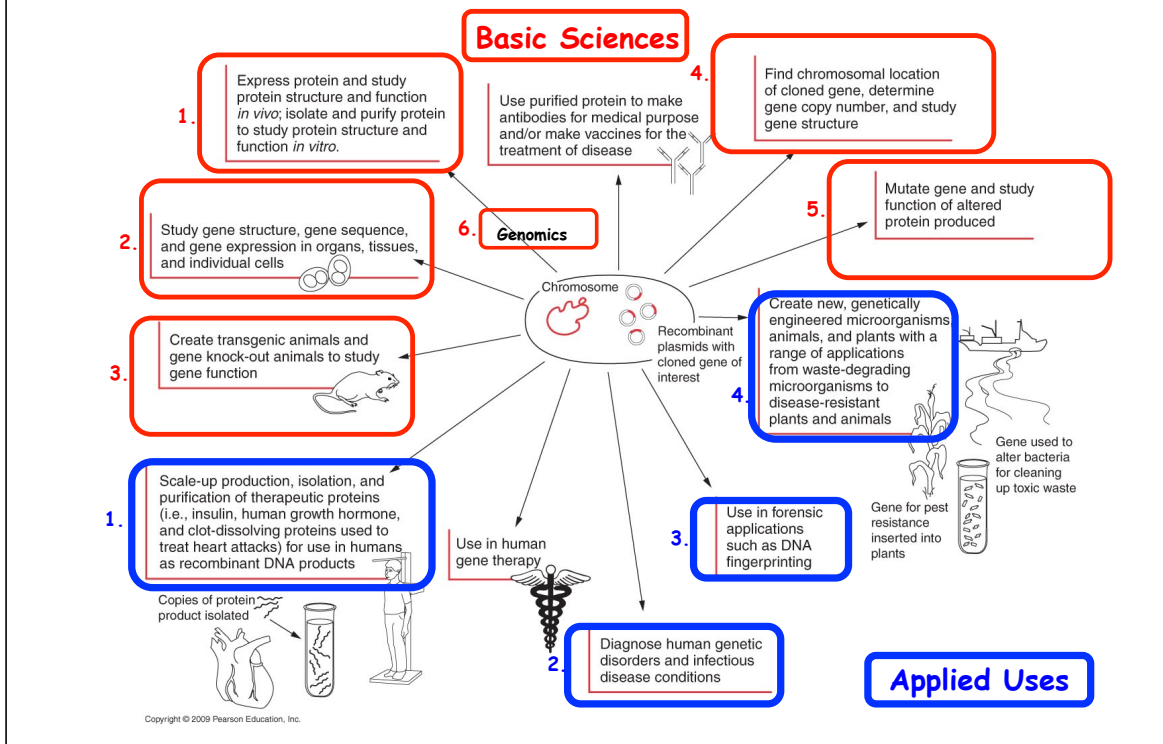 Basic Sciences
1.
Express protein and study
protein structure and function
in vivo; isolate and purify protein
to study protein structure and
function in vitro.
Use purified protein to make
antibodies for medical purpose
and/or make vaccines for the
treatment of disease
4.
Find chromosomal location
of cloned gene, determine
gene copy number, and study
gene structure
2.
Study gene structure, gene sequence,
and gene expression in organs, tissues,
and individual cells
6.
Genomics
5.
Mutate gene and study
function of altered
protein produced
Chromosome
Recombinant
plasmids with
cloned gene of
interest
3.
Create transgenic animals and
gene knock-out animals to study
gene function
4.
Create new, genetically
engineered microorganisms,
animals, and plants with a
range of applications
from waste-degrading
microorganisms to
disease-resistant
plants and animals
Gene used to
alter bacteria
for cleaning
up toxic waste
Gene for pest
resistance
inserted into
plants
1.
Scale-up production, isolation, and
purification of therapeutic proteins
(i.e., insulin, human growth hormone,
and clot-dissolving proteins used to
treat heart attacks) for use in humans
as recombinant DNA products
Copies of protein
product isolated
Use in human
gene therapy
3.
Use in forensic
applications
such as DNA
fingerprinting
2.
Diagnose human genetic
disorders and infectious
disease conditions
Applied Uses
Copyright © 2009 Pearson Education, Inc.